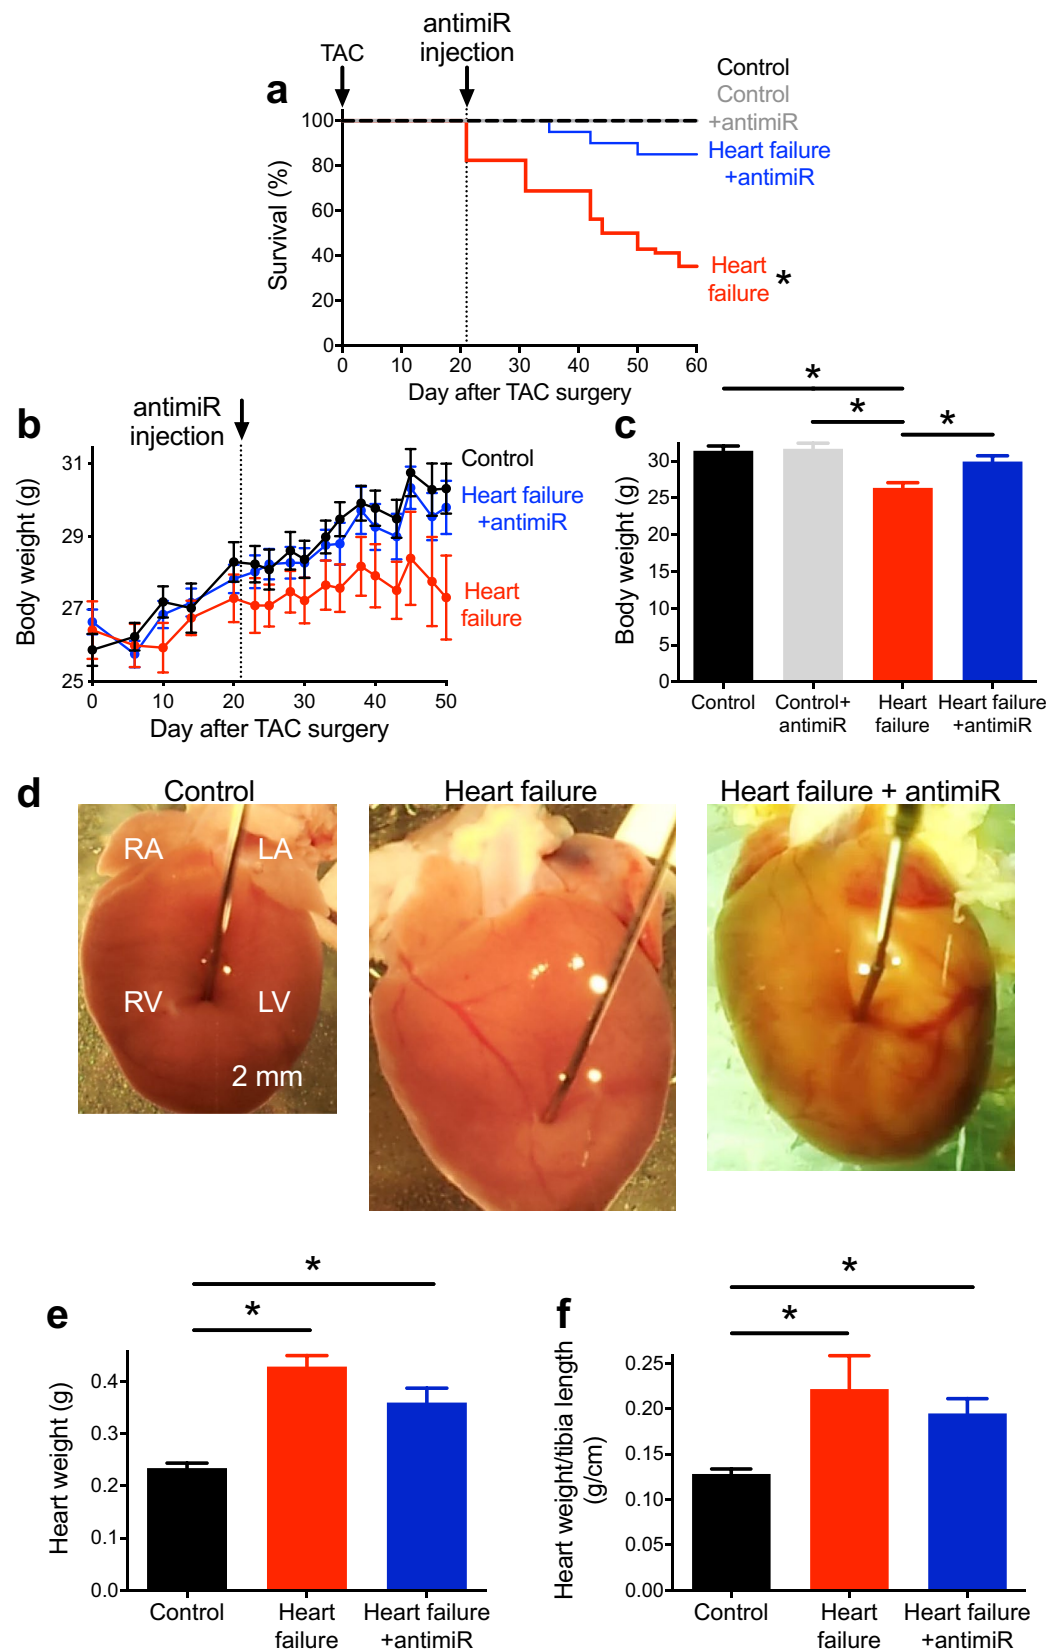 TAC
antimiR
injection
a
Control
Control
+antimiR
Heart failure
+antimiR
Heart
failure
*
Survival (%)
100
80
60
40
20
0
0 10 20 30 40 50 60
Day after TAC surgery
b
antimiR
injection
Body weight (g)
31
29
27
25
0 10 20 30 40 50
Day after TAC surgery
Control
Heart failure
+antimiR
Heart
failure
c
*
*
*
Body weight (g)
30
25
20
15
10
5
0
Control
Control+
antimiR
Heart
failure
Heart failure
+antimiR
d
Control
Heart failure
Heart failure + antimiR
RA LA
RV LV
2 mm
e
*
*
Heart weight (g)
0.4
0.3
0.2
0.1
0.0
Control
Heart
failure
Heart failure
+antimiR
f
*
*
Heart weight/tibia length
(g/cm)
0.25
0.20
0.15
0.10
0.05
0.00
Control
Heart
failure
Heart failure
+antimiR